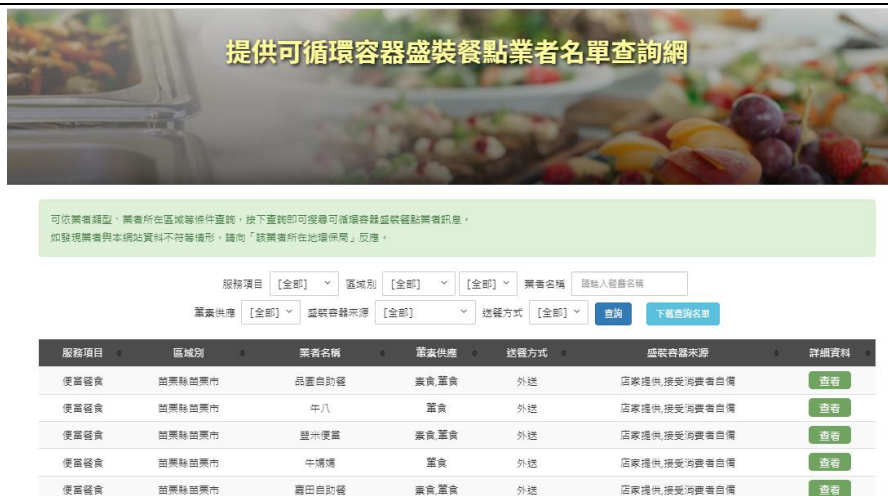 提供可循環容器盛裝餐點業者名單查詢網
可依業者類型、業者所在區域等條件查詢，按下查詢即可搜尋可循環容器盛裝餐點業者訊息。
如發現業者與本網站資料不符等情形，請向「該業者所在地環保局」反應。
服務項目 [全部] 區域別 [全部] [全部] 業者名稱 請輸入餐廳名稱
葷素供應 [全部] 盛裝容器來源 [全部] 送餐方式 [全部] 查詢 下載查詢名單
服務項目 區域別 業者名稱 葷素供應 送餐方式 盛裝容器來源 詳細資料
便當餐食 苗栗縣苗栗市 品園自助餐 素食,葷食 外送 店家提供,接受消費者自備 查看
便當餐食 苗栗縣苗栗市 牛八 葷食 外送 店家提供,接受消費者自備 查看
便當餐食 苗栗縣苗栗市 豐米便當 素食,葷食 外送 店家提供,接受消費者自備 查看
便當餐食 苗栗縣苗栗市 牛媽媽 葷食 外送 店家提供,接受消費者自備 查看
便當餐食 苗栗縣苗栗市 嘉田自助餐 素食,葷食 外送 店家提供,接受消費者自備 查看